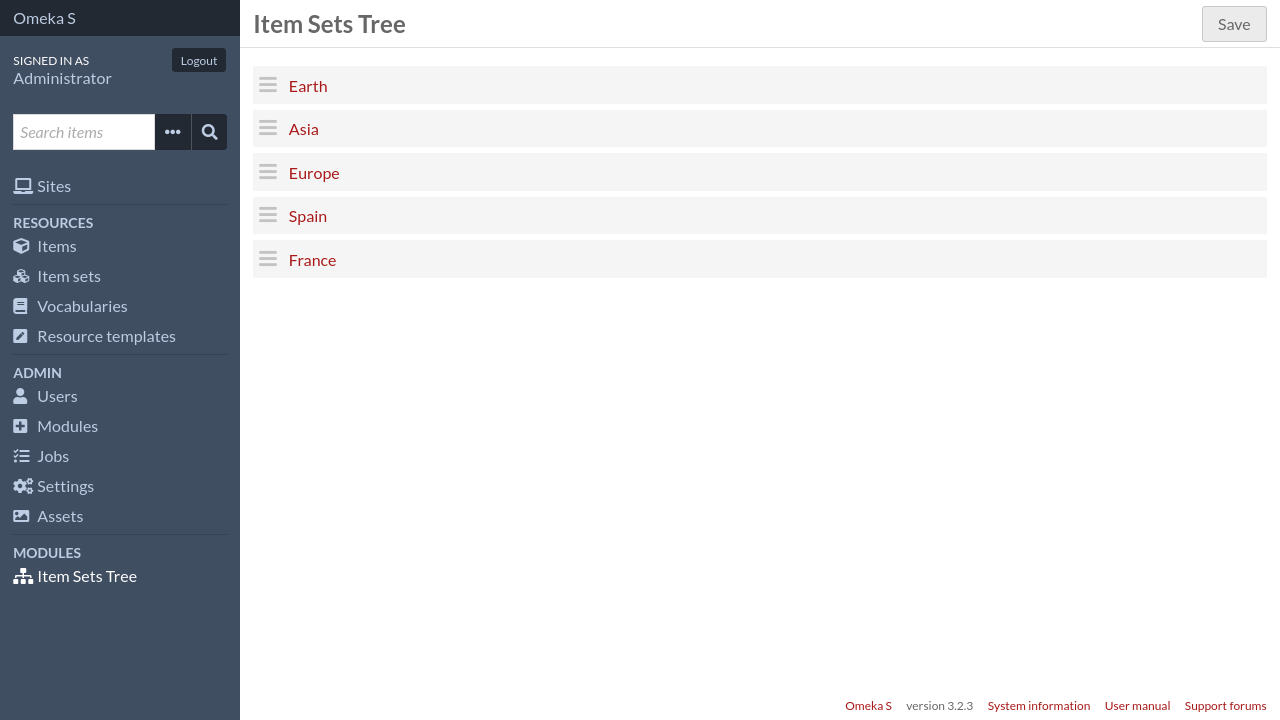 Omeka S
SIGNED IN AS
Administrator
Logout
Search items
Sites
RESOURCES
Items
Item sets
Vocabularies
Resource templates
ADMIN
Users
Modules
Jobs
Settings
Assets
MODULES
Item Sets Tree
Item Sets Tree
Save
Earth
Asia
Europe
Spain
France
Omeka S version 3.2.3 System information User manual Support forums